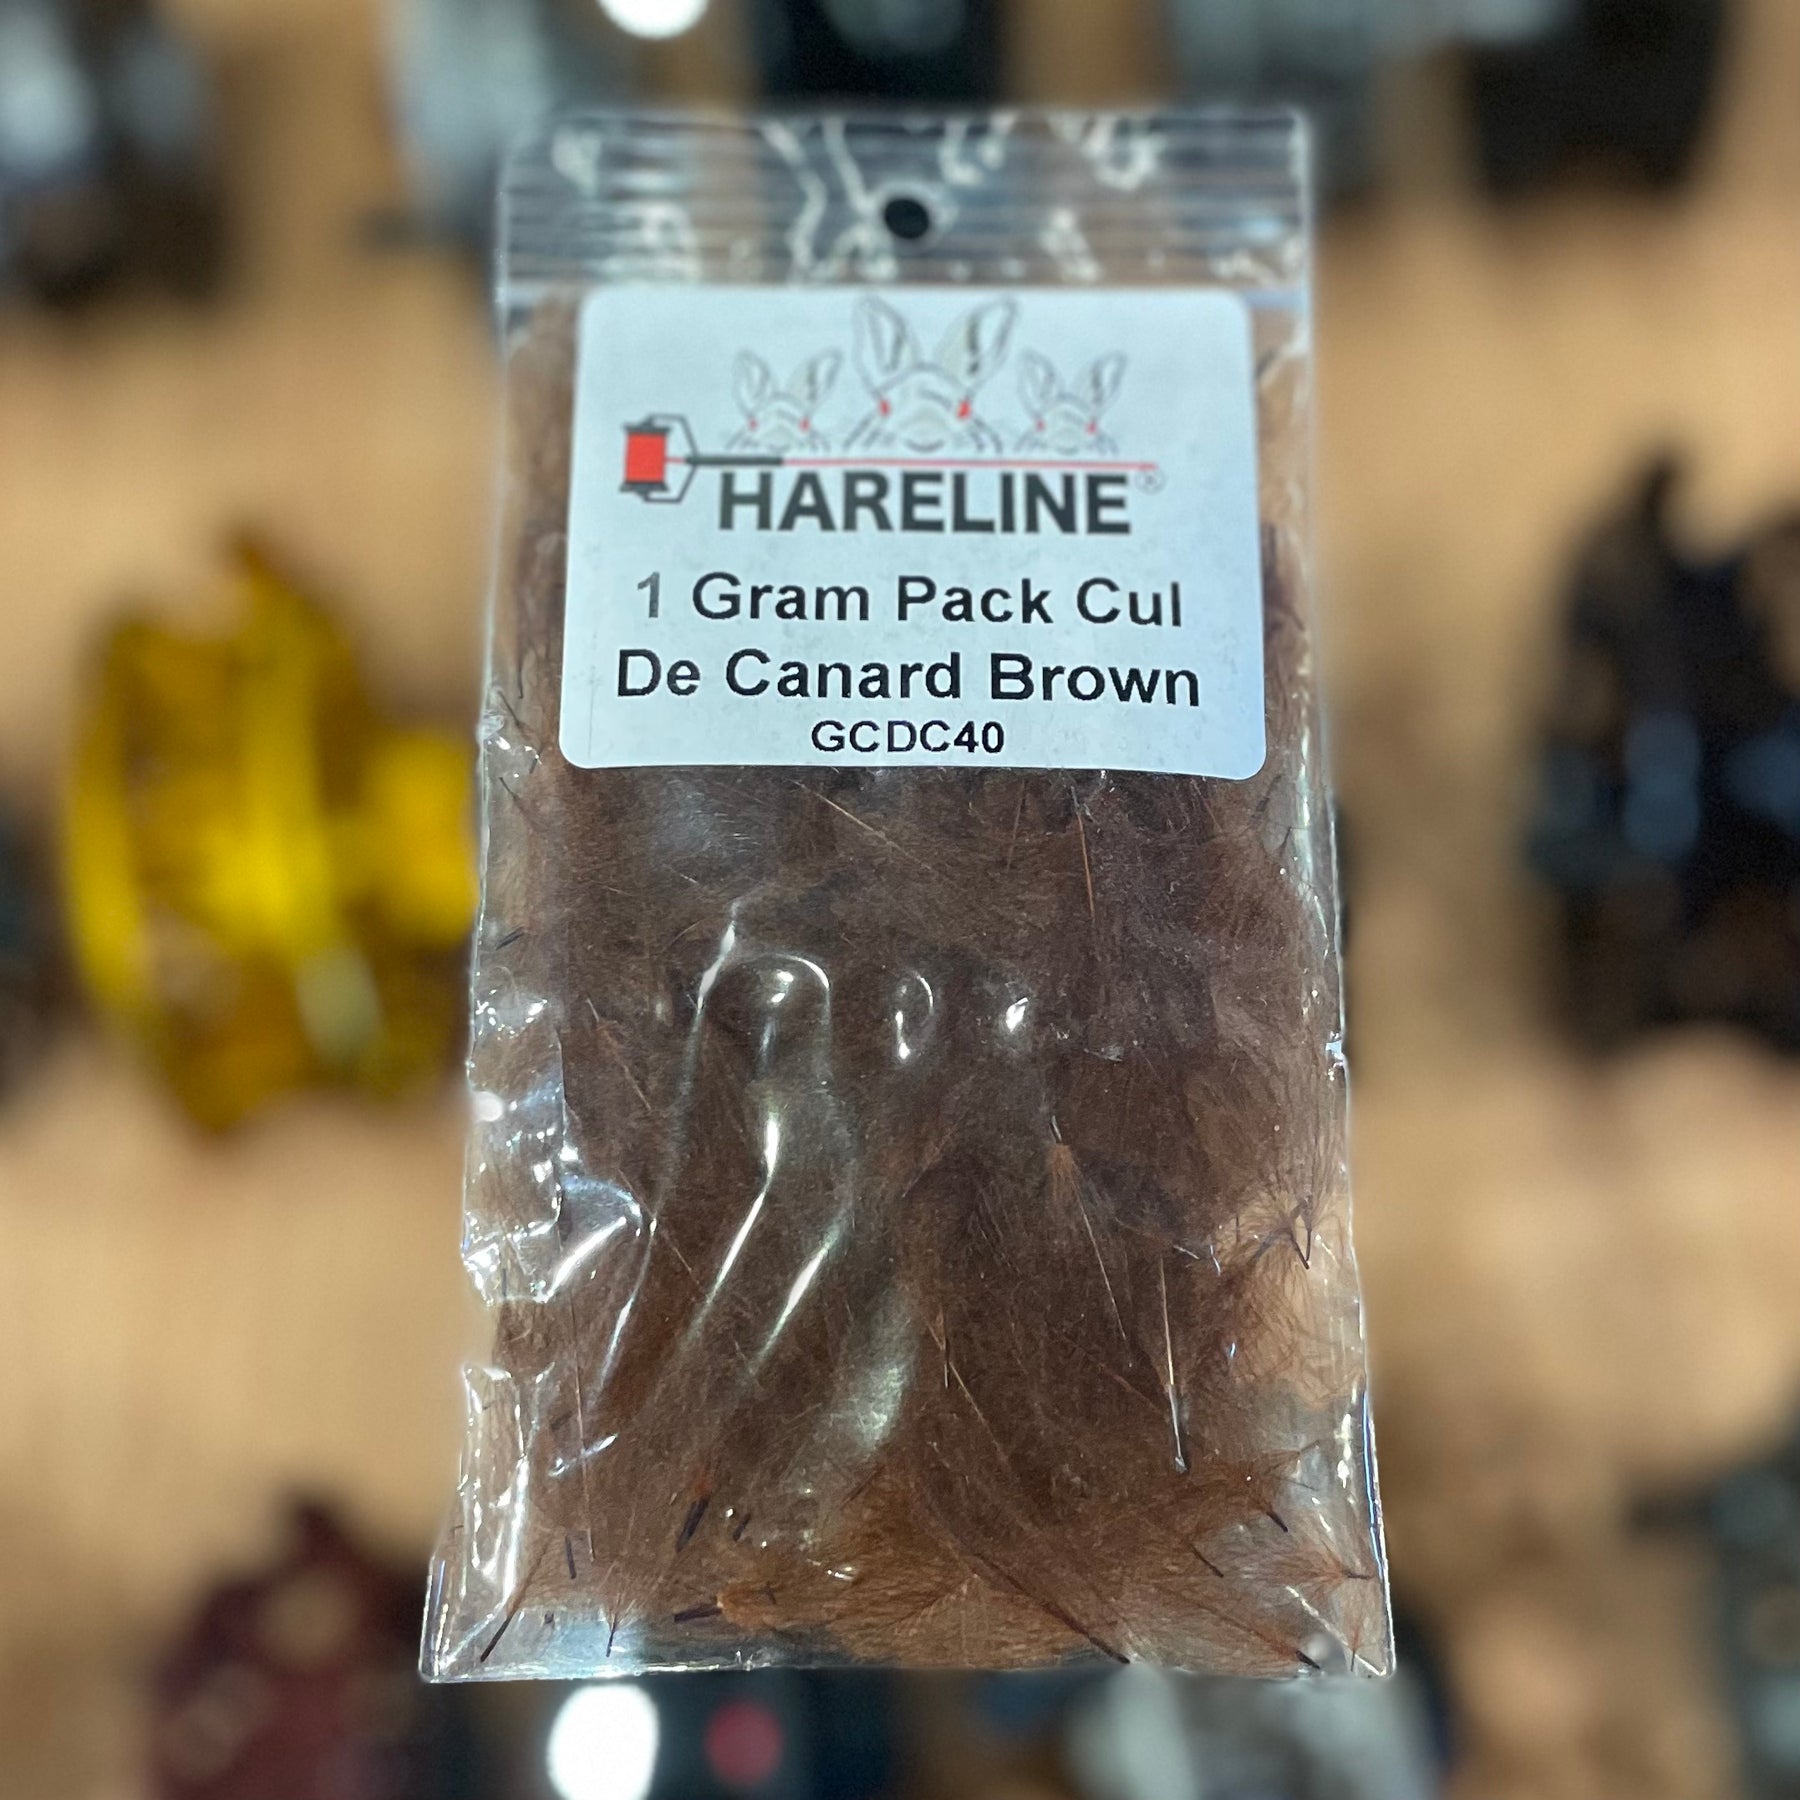 HARELINE®
1 Gram Pack Cul
De Canard Brown
GCDC40